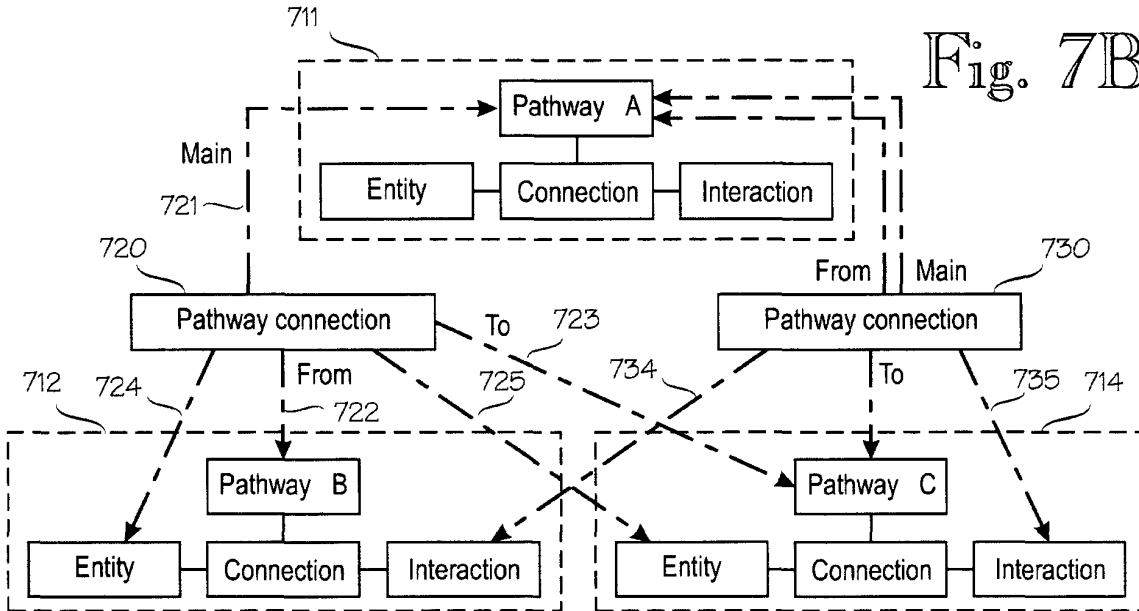 711
Fig. 7B
Pathway A
Main
721
Entity
Connection
Interaction
720
From
Main
730
Pathway connection
To
723
Pathway connection
712
724
From
722
725
734
To
735
714
Pathway B
Pathway C
Entity
Connection
Interaction
Entity
Connection
Interaction